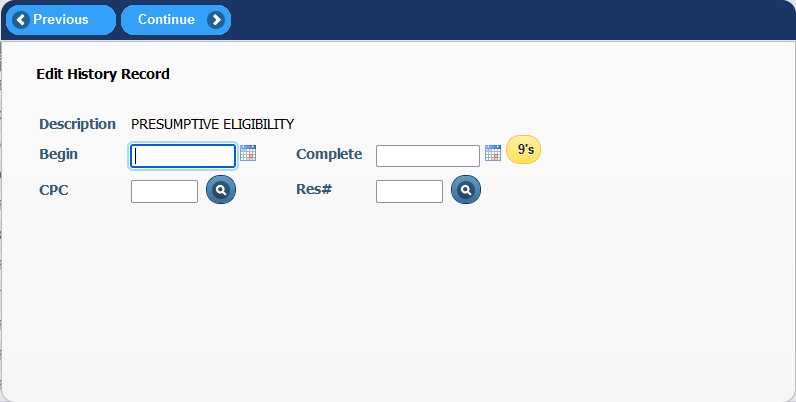 Previous Continue
Edit History Record
Description PRESUMPTIVE ELIGIBILITY
Begin Complete 9's
CPC Res#